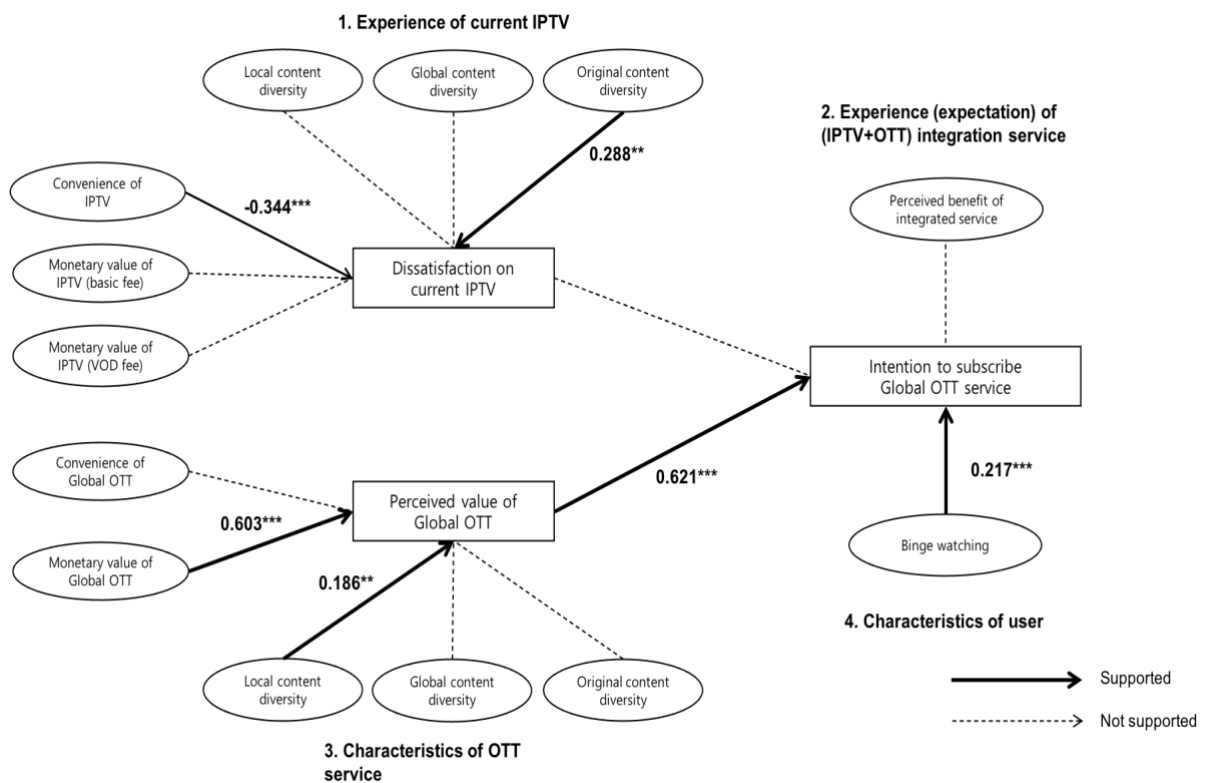 1. Experience of current IPTV
Local content
diversity
Global content
diversity
Original content
diversity
2. Experience (expectation) of
(IPTV+OTT) integration service
0.288**
Convenience of
IPTV
-0.344***
Perceived benefit of
integrated service
Monetary value of
IPTV (basic fee)
Dissatisfaction on
current IPTV
Monetary value of
IPTV (VOD fee)
Intention to subscribe
Global OTT service
Convenience of
Global OTT
0.621***
0.217***
Perceived value of
Global OTT
0.603***
Monetary value of
Global OTT
Binge watching
0.186**
4. Characteristics of user
Local content
diversity
Global content
diversity
Original content
diversity
Supported
Not supported
3. Characteristics of OTT
service